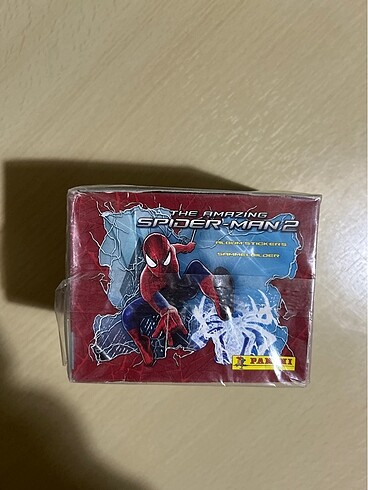 THE AMAZING
SPIDER-MAN 2
ALBUM STICKERS
SAMMELBILDER
PANINI